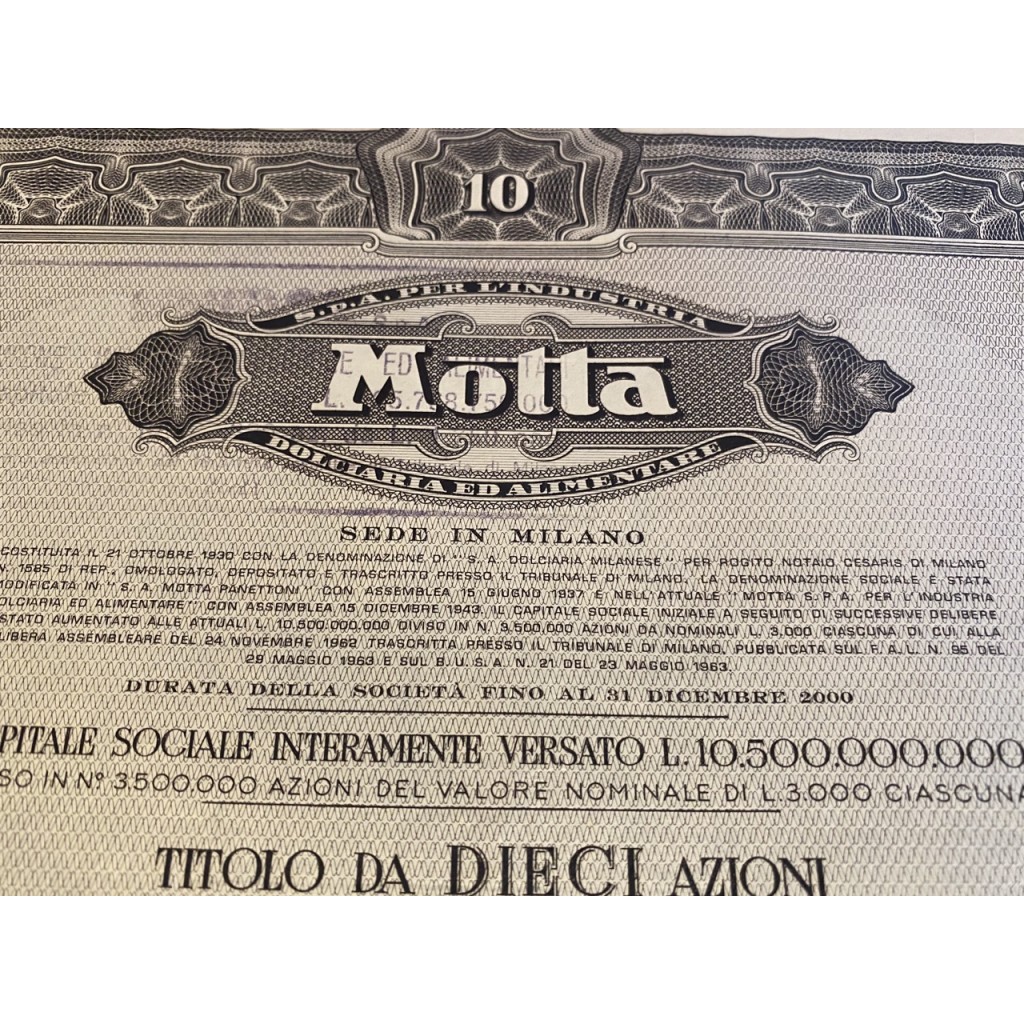 10
S.P.A. PER L'INDUSTRIA
Motta
DOLCIARIA ED ALIMENTARE
SEDE IN MILANO
COSTITUITA IL 21 OTTOBRE 1930 CON LA DENOMINAZIONE DI "S. A. DOLCIARIA MILANESE" PER ROGITO NOTAIO CESARIS DI MILANO
N. 1585 DI REP., OMOLOGATO, DEPOSITATO E TRASCRITTO PRESSO IL TRIBUNALE DI MILANO. LA DENOMINAZIONE SOCIALE E STATA
MODIFICATA IN "S. A. MOTTA PANETTONI" CON ASSEMBLEA 15 GIUGNO 1937 E NELL'ATTUALE "MOTTA S.P.A. PER L'INDUSTRIA
OLCIARIA ED ALIMENTARE" CON ASSEMBLEA 15 DICEMBRE 1943. IL CAPITALE SOCIALE INIZIALE A SEGUITO DI SUCCESSIVE DELIBERE
STATO AUMENTATO ALLE ATTUALI L. 10.500.000.000 DIVISO IN N. 3.500.000 AZIONI DA NOMINALI L. 3.000 CIASCUNA DI CUI ALLA
LIBERA ASSEMBLEARE DEL 24 NOVEMBRE 1962 TRASCRITTA PRESSO IL TRIBUNALE DI MILANO, PUBBLICATA SUL F.A.L. N. 95 DEL
28 MAGGIO 1963 E SUL B.U.S.A. N. 21 DEL 23 MAGGIO 1963.
DURATA DELLA SOCIETÀ FINO AL 31 DICEMBRE 2000
PITALE SOCIALE INTERAMENTE VERSATO L. 10.500.000.000
SO IN Nº 3.500.000 AZIONI DEL VALORE NOMINALE DI L. 3.000 CIASCUNA
TITOLO DA DIECI AZIONI